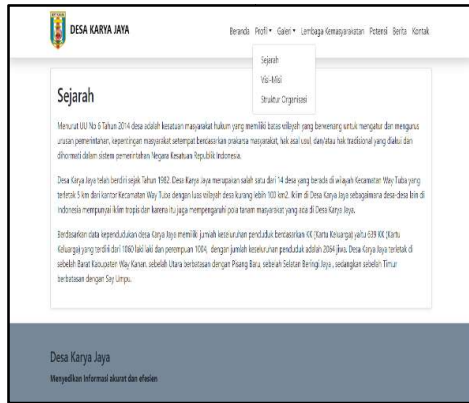 DESA KARYA JAYA
Beranda Profil Galeri Lembaga Kemasyarakatan Potensi Berita Kontak
Sejarah
Visi-Misi
Struktur Organisasi
Sejarah
Menurut UU No 6 Tahun 2014 desa adalah kesatuan masyarakat hukum yang memiliki batas wilayah yang berwenang untuk mengatur dan mengurus
urusan pemerintahan, kepentingan masyarakat setempat berdasarkan prakarsa masyarakat, hak asal usul, dan/atau hak tradisional yang diakui dan
dihormati dalam sistem pemerintahan Negara Kesatuan Republik Indonesia.
Desa Karya Jaya telah berdiri sejak Tahun 1982. Desa Karya Jaya merupakan salah satu dari 14 desa yang berada di wilayah Kecamatan Way Tuba yang
terletak 5 km dari kantor Kecamatan Way Tuba dengan luas wilayah desa kurang lebih 100 km2. Iklim di Desa Karya Jaya sebagaimana desa-desa lain di
Indonesia mempunyai iklim tropis dan karena itu juga mempengaruhi pola tanam masyarakat yang ada di Desa Karya Jaya.
Berdasarkan data kependudukan desa Karya Jaya memiliki jumlah keseluruhan penduduk berdasarkan KK (Kartu Keluarga) yaitu 639 KK (Kartu
Keluarga) yang terdiri dari 1060 laki laki dan perempuan 1004, dengan jumlah keseluruhan penduduk adalah 2064 jiwa. Desa Karya Jaya terletak di
sebelah Barat Kabupaten Way Kanan, sebelah Utara berbatasan dengan Pisang Baru, sebelah Selatan Beringi Jaya , sedangkan sebelah Timur
berbatasan dengan Say Umpu.
Desa Karya Jaya
Menyedikan Informasi akurat dan efesien